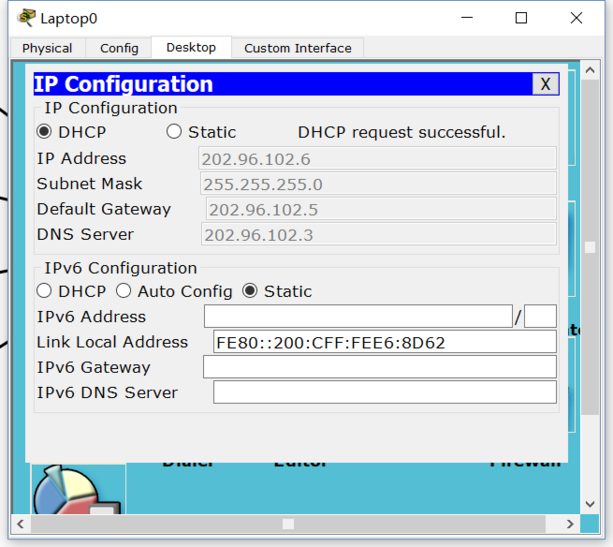 Laptop0
Physical Config Desktop Custom Interface
IP Configuration X
IP Configuration
DHCP Static DHCP request successful.
IP Address 202.96.102.6
Subnet Mask 255.255.255.0
Default Gateway 202.96.102.5
DNS Server 202.96.102.3
IPv6 Configuration
DHCP Auto Config Static
IPv6 Address /
Link Local Address FE80::200:CFF:FEE6:8D62
IPv6 Gateway
IPv6 DNS Server
Dialer Editor Firewall